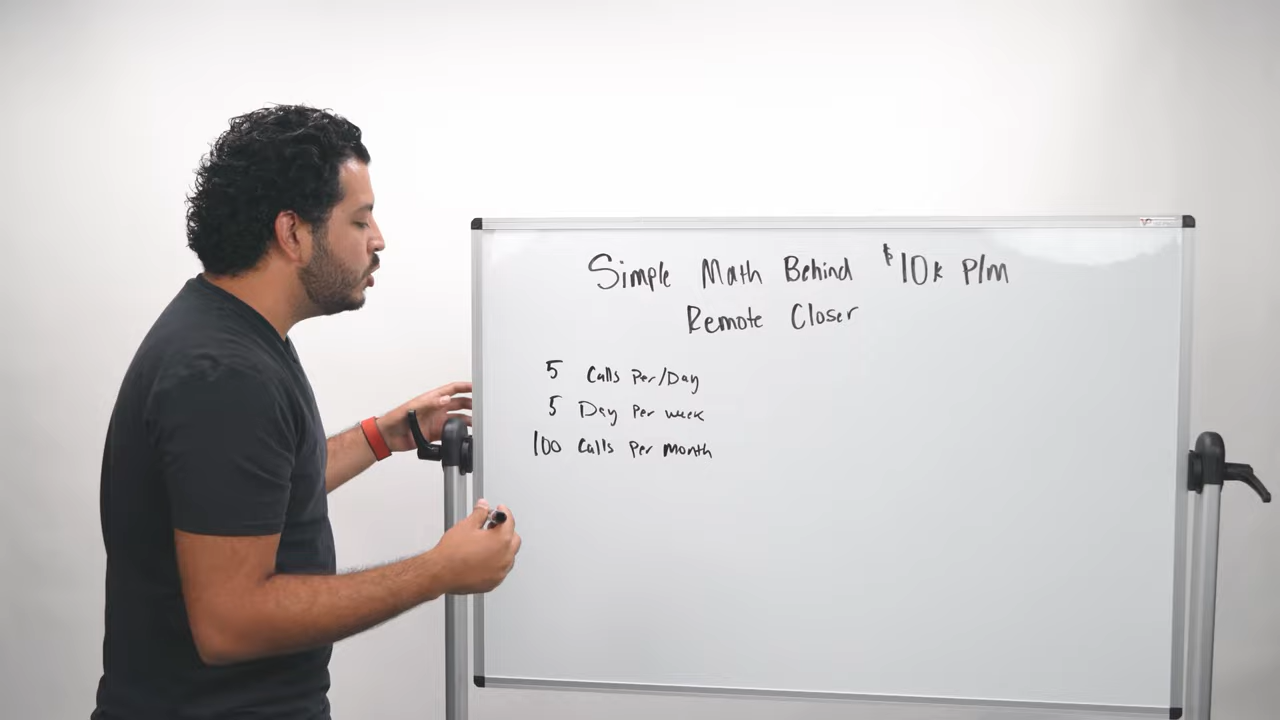 Simple Math Behind $10k P/m
Remote Closer
5 Calls Per/Day
5 Day Per week
100 Calls Per Month